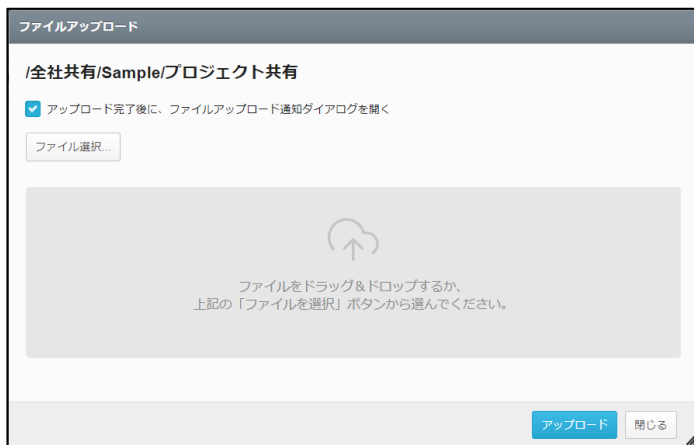 ファイルアップロード
/全社共有/Sample/プロジェクト共有
アップロード完了後に、ファイルアップロード通知ダイアログを開く
ファイル選択...
ファイルをドラッグ＆ドロップするか、
上記の「ファイルを選択」ボタンから選んでください。
アップロード 閉じる